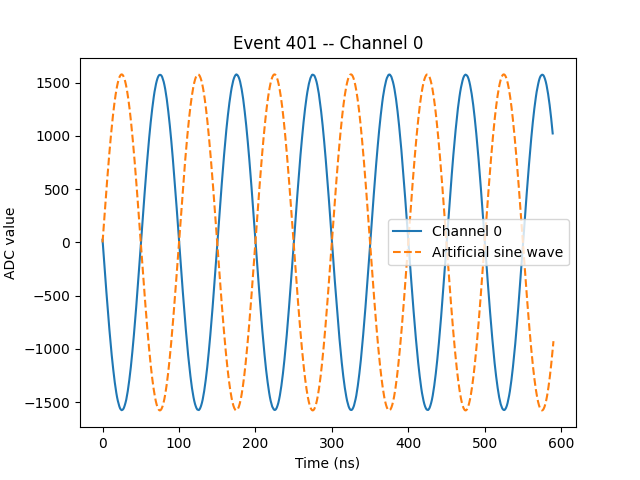 Event 401 -- Channel 0
ADC value
1500
1000
500
0
−500
−1000
−1500
Channel 0
Artificial sine wave
0 100 200 300 400 500 600
Time (ns)